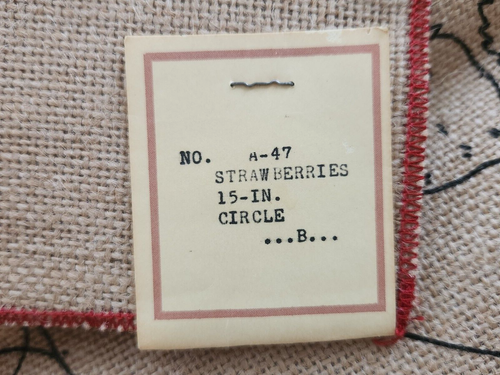 NO. A-47
STRAWBERRIES
15-IN.
CIRCLE
...B...